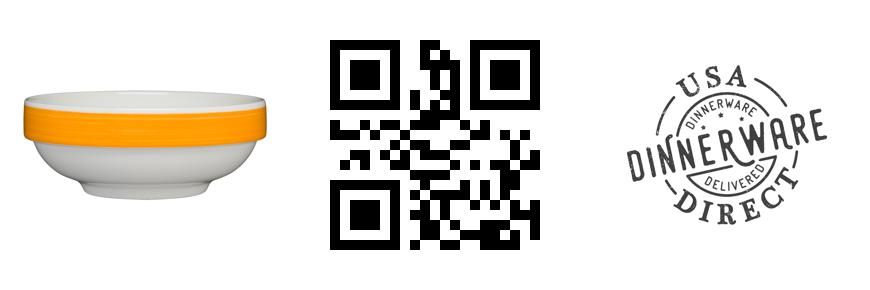 USA
DINNERWARE
DINNERWARE
DELIVERED
DIRECT